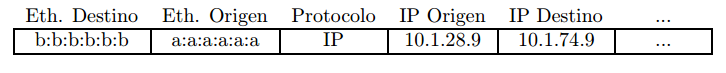 Eth. Destino Eth. Origen Protocolo IP Origen IP Destino ...
b:b:b:b:b:b a:a:a:a:a:a IP 10.1.28.9 10.1.74.9 ...